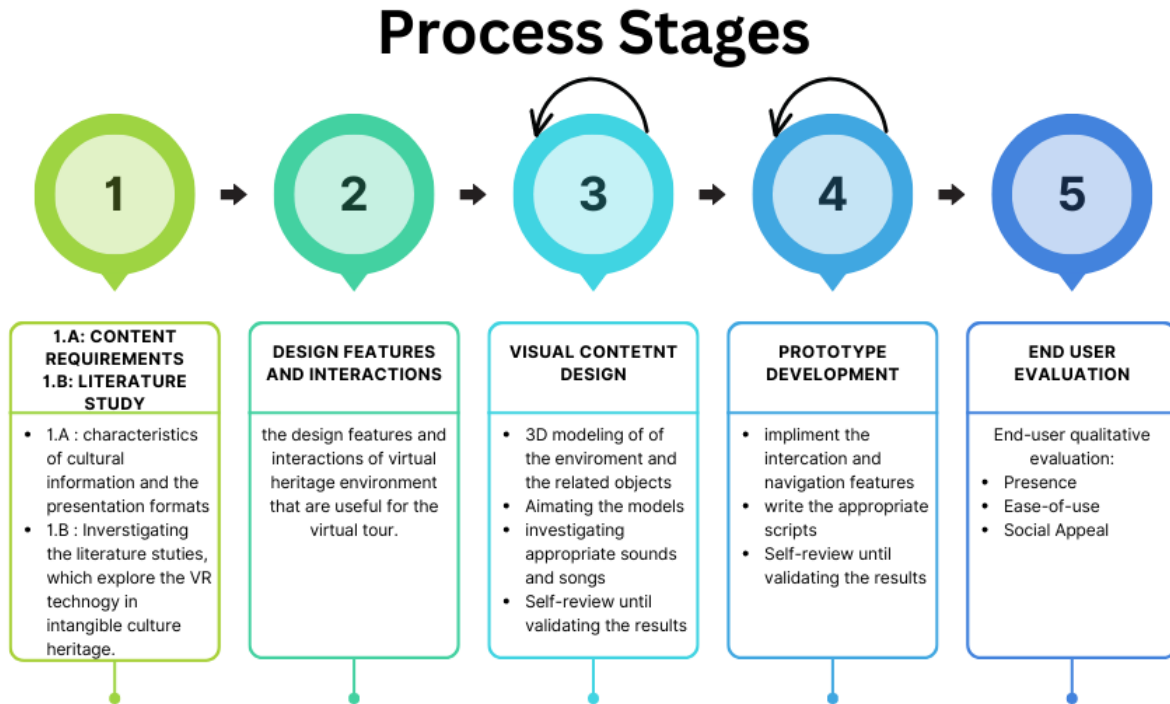 Process Stages
1
2
3
4
5
1.A: CONTENT
REQUIREMENTS
1.B: LITERATURE
STUDY
• 1.A : characteristics
of cultural
information and the
presentation formats
• 1.B : Inverstigating
the literature studies,
which explore the VR
technogy in
intangible culture
heritage.
DESIGN FEATURES
AND INTERACTIONS
the design features and
interactions of virtual
heritage environment
that are useful for the
virtual tour.
VISUAL CONTETNT
DESIGN
• 3D modeling of of
the enviroment and
the related objects
• Aimating the models
• investigating
appropriate sounds
and songs
• Self-review until
validating the results
PROTOTYPE
DEVELOPMENT
• impliment the
intercation and
navigation features
• write the appropriate
scripts
• Self-review until
validating the results
END USER
EVALUATION
End-user qualitative
evaluation:
• Presence
• Ease-of-use
• Social Appeal